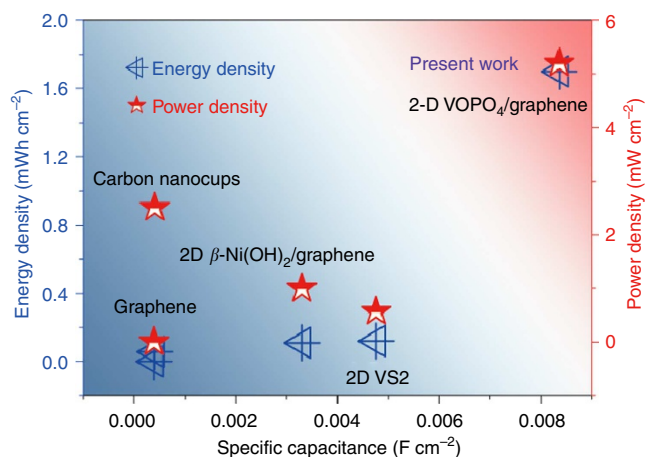 2.0
1.6
1.2
0.8
0.4
0.0
Energy density (mWh cm⁻²)
6
4
2
0
Power density (mW cm⁻²)
Energy density
Power density
Present work
2-D VOPO₄/graphene
Carbon nanocups
2D β-Ni(OH)₂/graphene
Graphene
2D VS2
0.000
0.002
0.004
0.006
0.008
Specific capacitance (F cm⁻²)